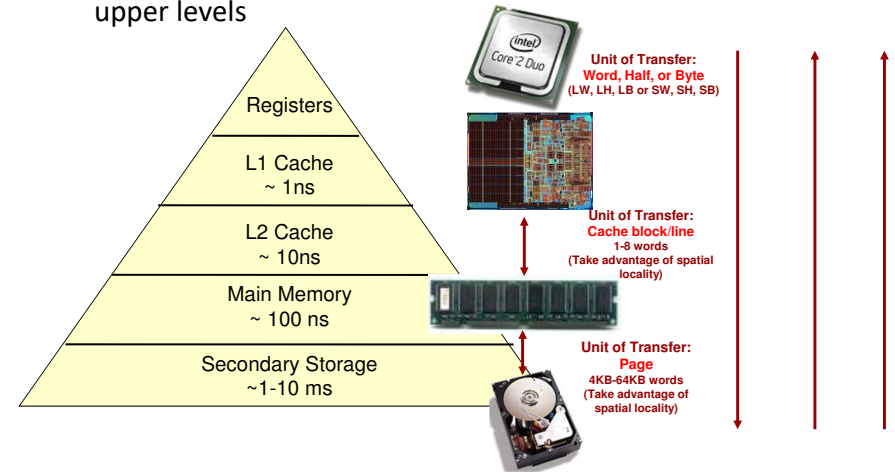 upper levels
Registers
L1 Cache
~ 1ns
L2 Cache
~ 10ns
Main Memory
~ 100 ns
Secondary Storage
~1-10 ms
intel
Core™2 Duo
Unit of Transfer:
Word, Half, or Byte
(LW, LH, LB or SW, SH, SB)
Unit of Transfer:
Cache block/line
1-8 words
(Take advantage of spatial
locality)
Unit of Transfer:
Page
4KB-64KB words
(Take advantage of
spatial locality)